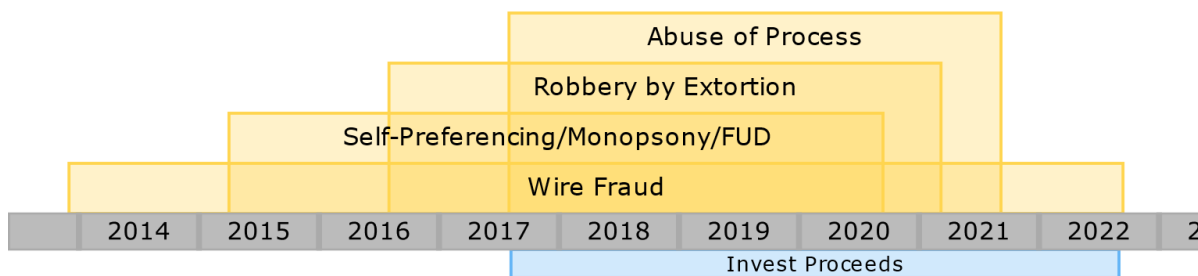 Abuse of Process
Robbery by Extortion
Self-Preferencing/Monopsony/FUD
Wire Fraud
2014 2015 2016 2017 2018 2019 2020 2021 2022 2
Invest Proceeds